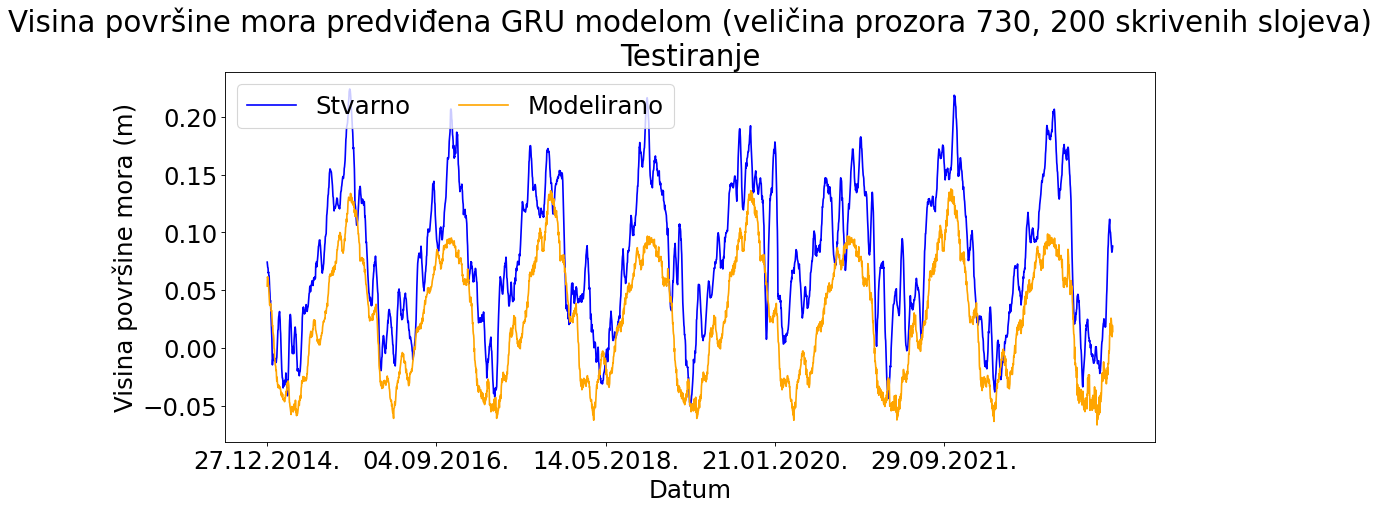 Visina površine mora predviđena GRU modelom (veličina prozora 730, 200 skrivenih slojeva)
Testiranje
Stvarno
Modelirano
Visina površine mora (m)
0.20
0.15
0.10
0.05
0.00
−0.05
27.12.2014.
04.09.2016.
14.05.2018.
21.01.2020.
29.09.2021.
Datum